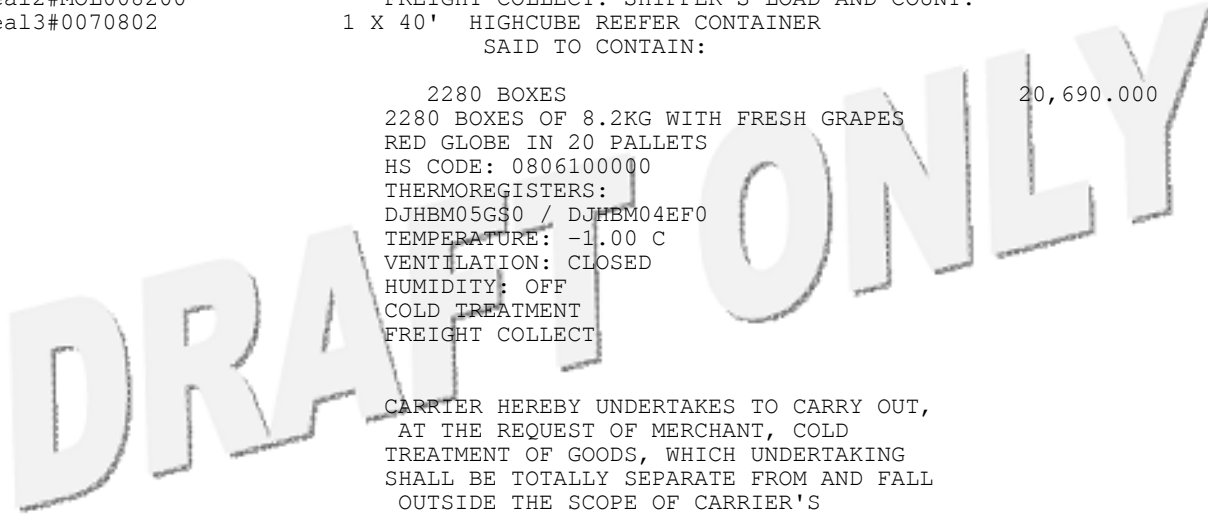 FREIGHT COLLECT. SHIPPER'S LOAD AND COUNT.
eal3#0070802 1 X 40' HIGHCUBE REEFER CONTAINER
SAID TO CONTAIN:
2280 BOXES 20,690.000
2280 BOXES OF 8.2KG WITH FRESH GRAPES
RED GLOBE IN 20 PALLETS
HS CODE: 0806100000
THERMOREGISTERS:
DJHBM05GS0 / DJHBM04EF0
TEMPERATURE: -1.00 C
VENTILATION: CLOSED
HUMIDITY: OFF
COLD TREATMENT
FREIGHT COLLECT
CARRIER HEREBY UNDERTAKES TO CARRY OUT,
AT THE REQUEST OF MERCHANT, COLD
TREATMENT OF GOODS, WHICH UNDERTAKING
SHALL BE TOTALLY SEPARATE FROM AND FALL
OUTSIDE THE SCOPE OF CARRIER'S
DRAFT ONLY